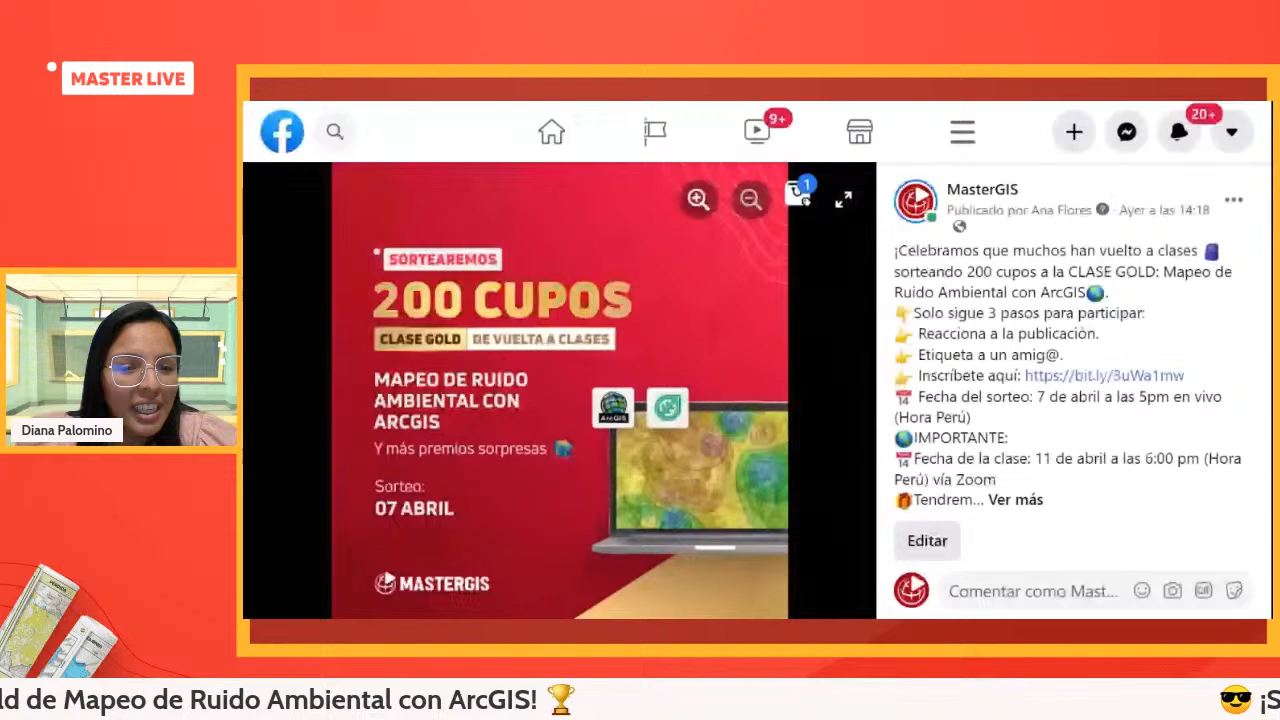 MASTER LIVE
9+
20+
1
SORTEAREMOS
200 CUPOS
CLASE GOLD DE VUELTA A CLASES
MAPEO DE RUIDO
AMBIENTAL CON
ARCGIS
Y más premios sorpresas
Sorteo:
07 ABRIL
MASTERGIS
ArcGIS
MasterGIS
Publicado por Ana Flores · Ayer a las 14:18
¡Celebramos que muchos han vuelto a clases
sorteando 200 cupos a la CLASE GOLD: Mapeo de
Ruido Ambiental con ArcGIS🌎.
👇Solo sigue 3 pasos para participar:
👉 Reacciona a la publicación.
👉 Etiqueta a un amig@.
👉 Inscríbete aquí: https://bit.ly/3uWa1mw
📅 Fecha del sorteo: 7 de abril a las 5pm en vivo
(Hora Perú)
🌎IMPORTANTE:
📅Fecha de la clase: 11 de abril a las 6:00 pm (Hora
Perú) vía Zoom
🎁Tendrem... Ver más
Editar
Comentar como Mast...
Diana Palomino
ld de Mapeo de Ruido Ambiental con ArcGIS! 🏆
😎 ¡S